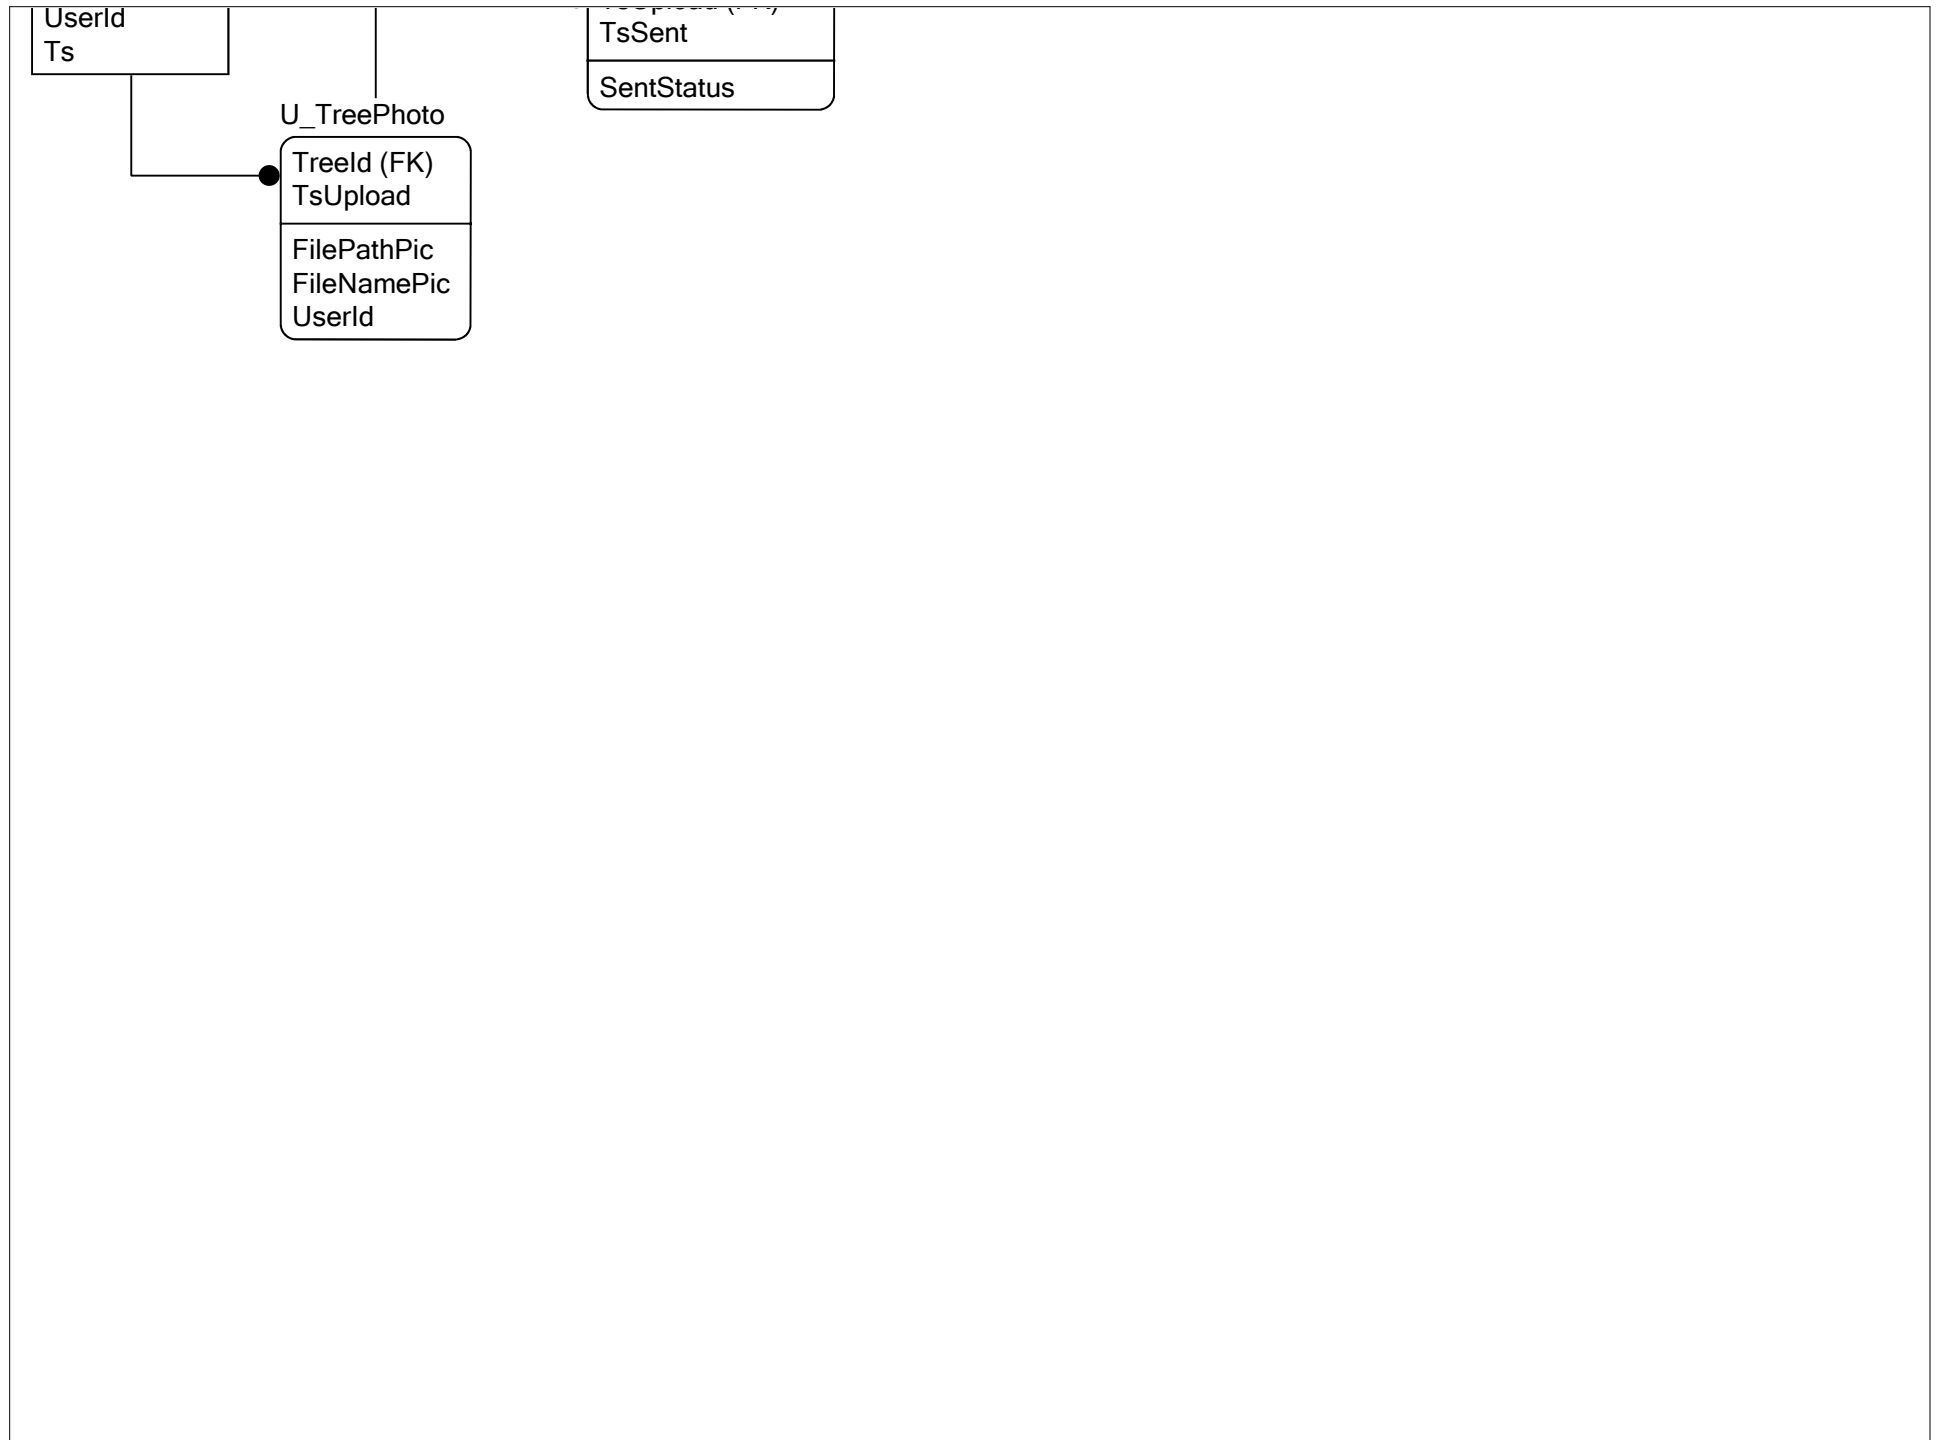 UserId
Ts
TsSent
SentStatus
U_TreePhoto
TreeId (FK)
TsUpload
FilePathPic
FileNamePic
UserId